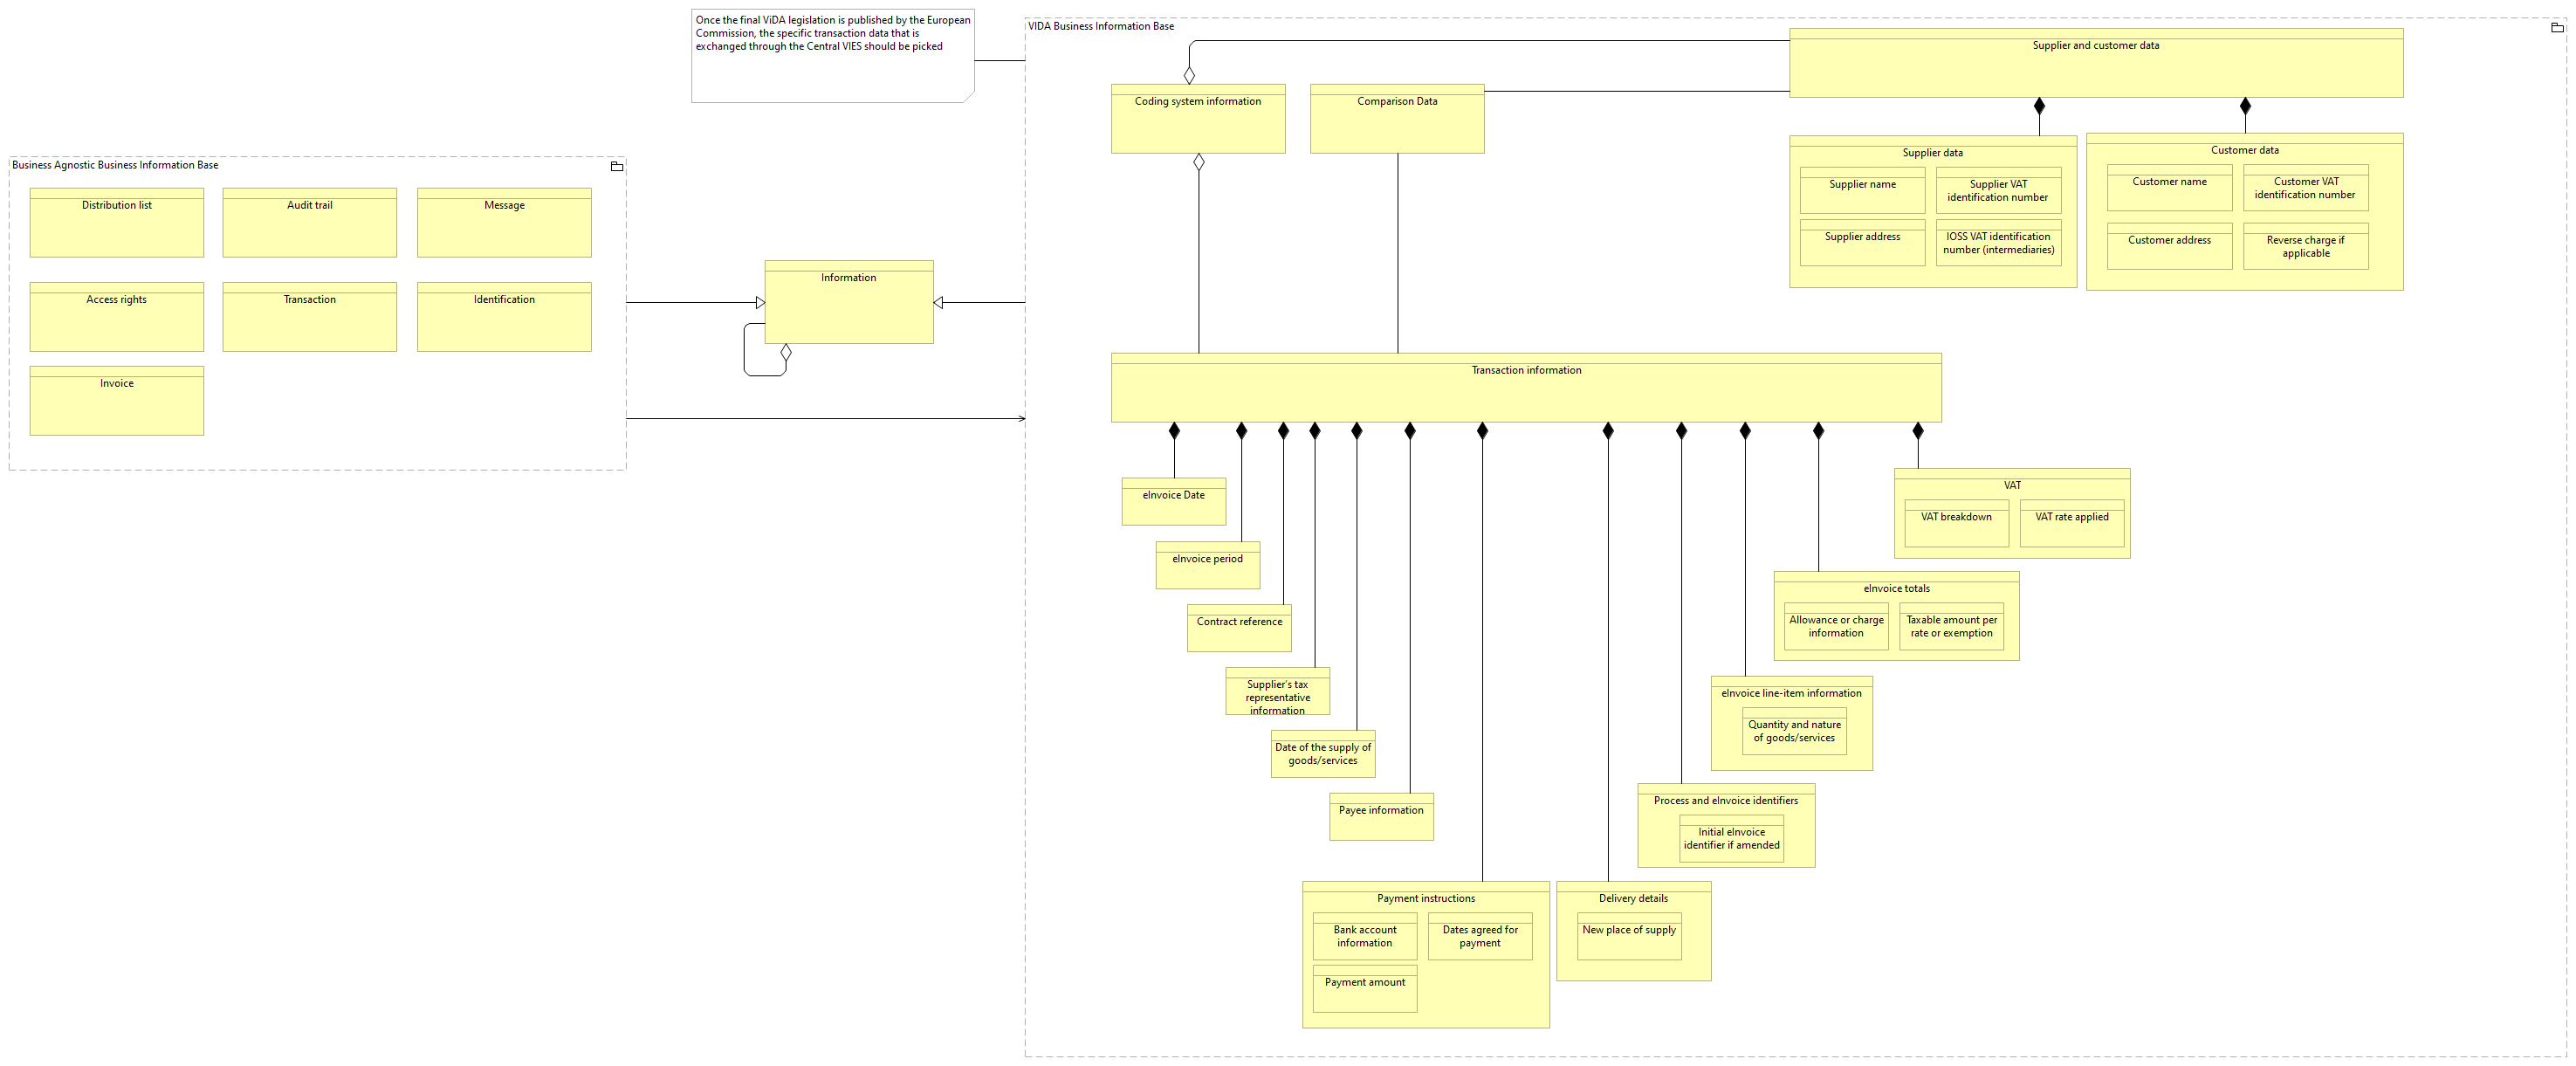 Once the final ViDA legislation is published by the European
Commission, the specific transaction data that is
exchanged through the Central VIES should be picked
VIDA Business Information Base
Supplier and customer data
Coding system information
Comparison Data
Supplier data
Supplier name
Supplier VAT
identification number
Supplier address
IOSS VAT identification
number (intermediaries)
Customer data
Customer name
Customer VAT
identification number
Customer address
Reverse charge if
applicable
Business Agnostic Business Information Base
Distribution list
Audit trail
Message
Access rights
Transaction
Identification
Invoice
Information
Transaction information
eInvoice Date
eInvoice period
Contract reference
Supplier's tax
representative
information
Date of the supply of
goods/services
Payee information
Payment instructions
Bank account
information
Dates agreed for
payment
Payment amount
Delivery details
New place of supply
Process and eInvoice identifiers
Initial eInvoice
identifier if amended
eInvoice line-item information
Quantity and nature
of goods/services
eInvoice totals
Allowance or charge
information
Taxable amount per
rate or exemption
VAT
VAT breakdown
VAT rate applied